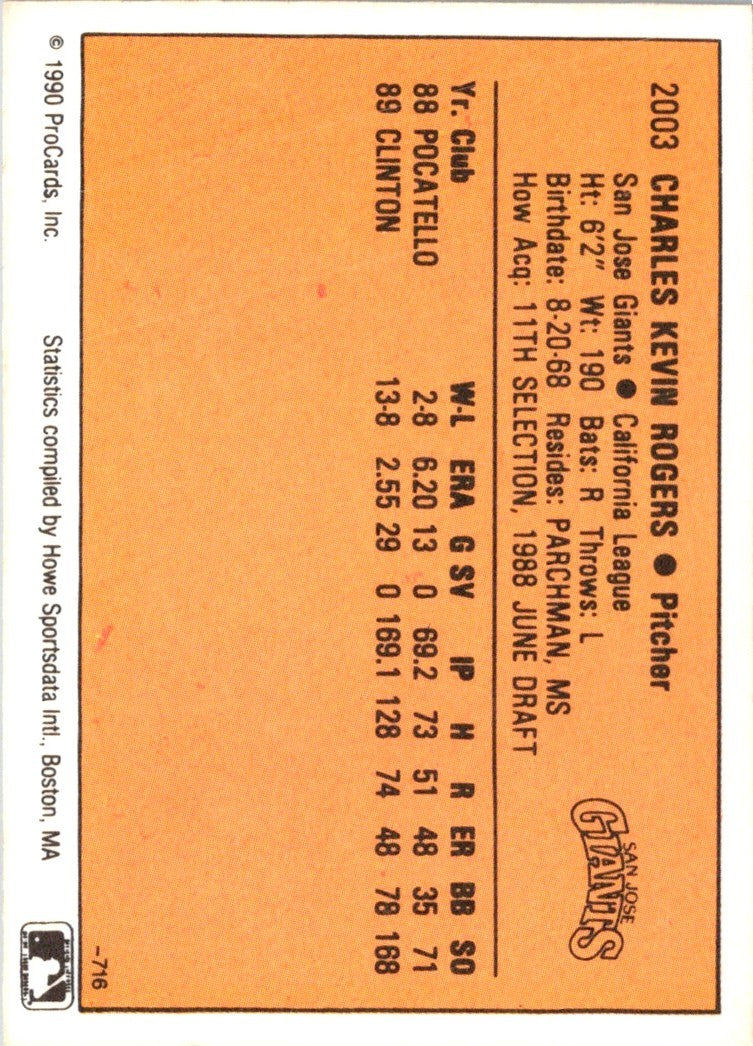 2003 CHARLES KEVIN ROGERS ● Pitcher
San Jose Giants ● California League
Ht: 6'2" Wt: 190 Bats: R Throws: L
Birthdate: 8-20-68 Resides: PARCHMAN, MS
How Acq: 11TH SELECTION, 1988 JUNE DRAFT
SAN JOSE
GIANTS
Yr. Club W-L ERA G SV IP H R ER BB SO
88 POCATELLO 2-8 6.20 13 0 69.2 73 51 48 35 71
89 CLINTON 13-8 2.55 29 0 169.1 128 74 48 78 168
-716
© 1990 ProCards, Inc. Statistics compiled by Howe Sportsdata Intl., Boston, MA